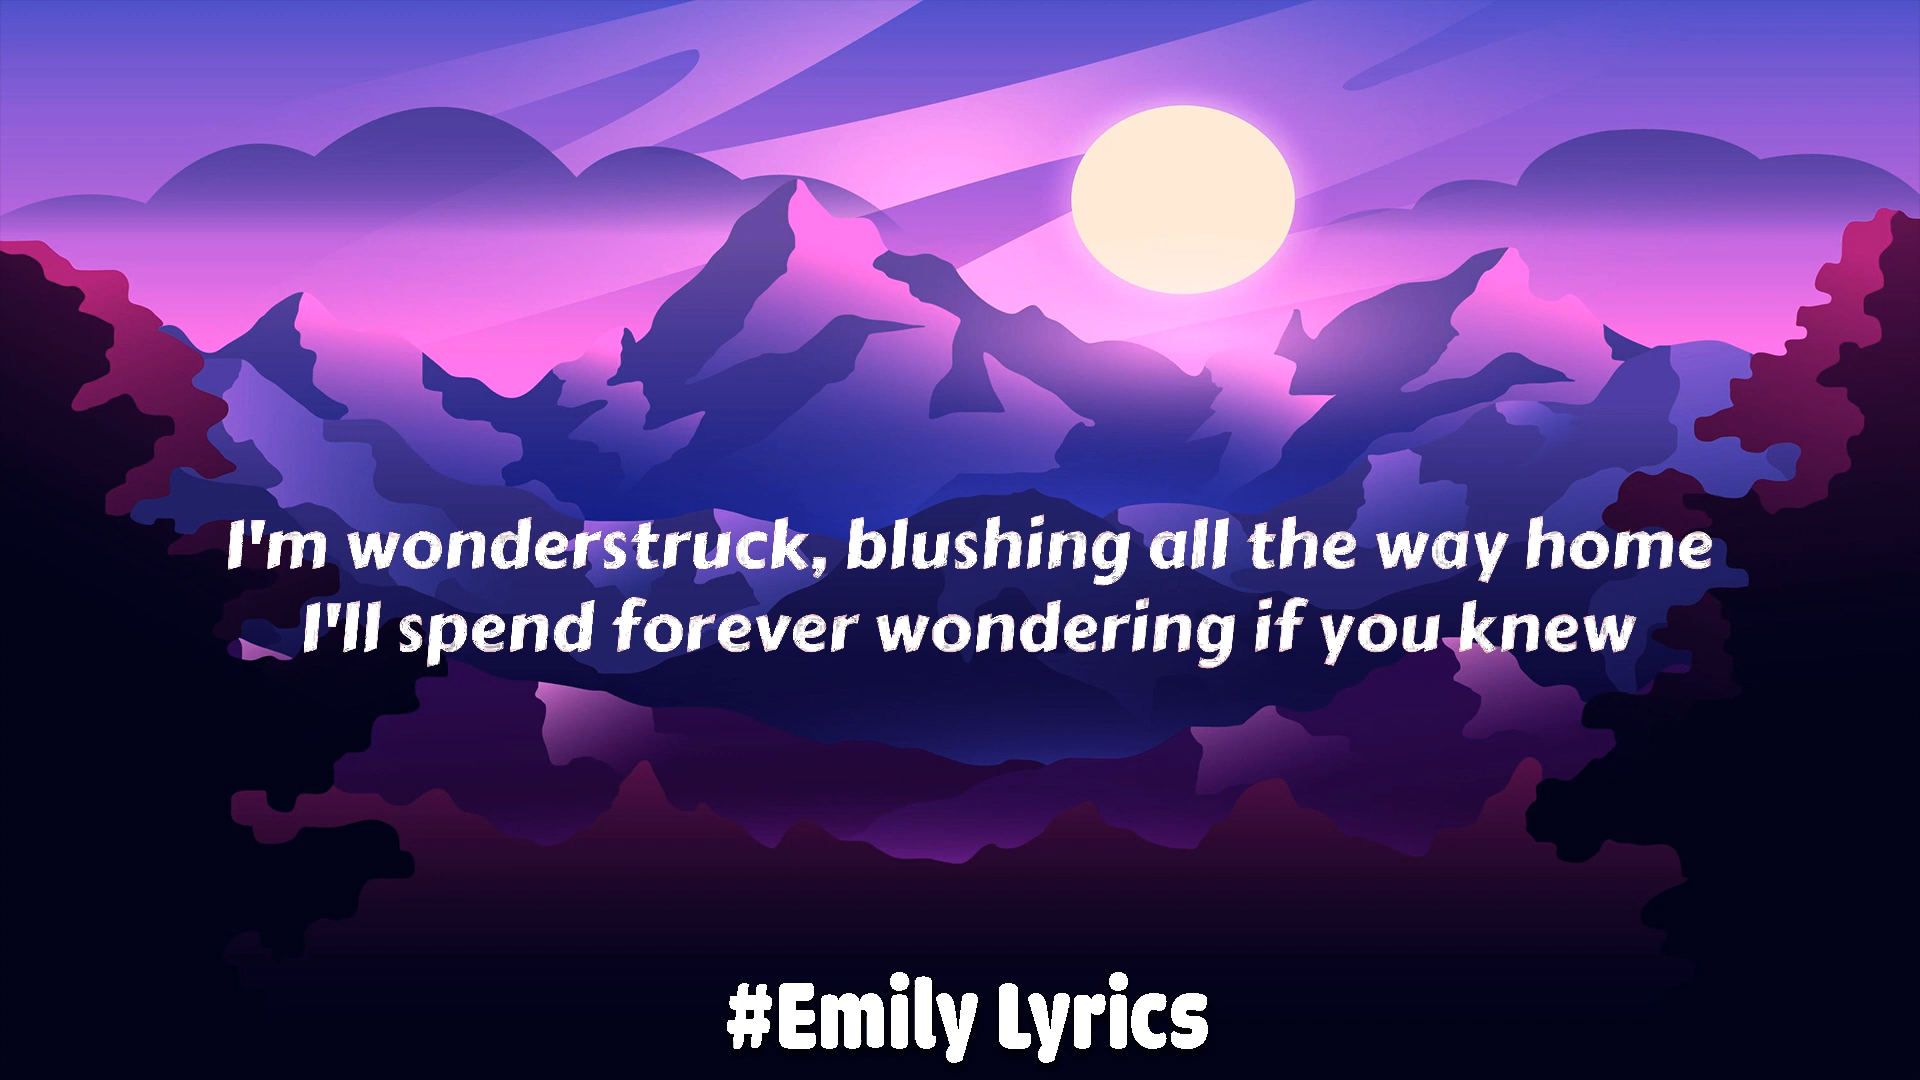 I'm wonderstruck, blushing all the way home
I'll spend forever wondering if you knew
#Emily Lyrics